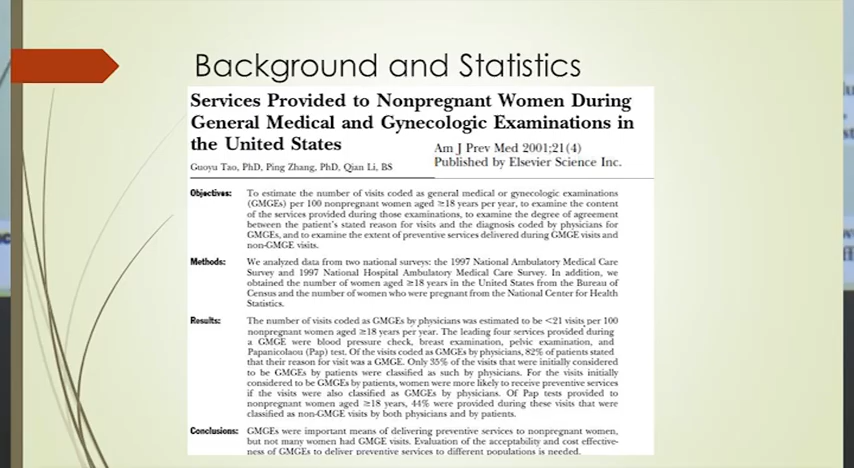 Background and Statistics
Services Provided to Nonpregnant Women During
General Medical and Gynecologic Examinations in
the United States
Am J Prev Med 2001;21(4)
Published by Elsevier Science Inc.
Guoyu Tao, PhD, Ping Zhang, PhD, Qian Li, BS
Objectives: To estimate the number of visits coded as general medical or gynecologic examinations
(GMGEs) per 100 nonpregnant women aged ≥18 years per year, to examine the
content of the services provided during those examinations, to examine the degree of agreement
between the patient's stated reason for visits and the diagnosis coded by physicians for
GMGEs, and to examine the extent of preventive services delivered during GMGE visits and
non-GMGE visits.
Methods: We analyzed data from two national surveys: the 1997 National Ambulatory Medical Care
Survey and 1997 National Hospital Ambulatory Medical Care Survey. In addition, we
obtained the number of women aged ≥18 years in the United States from the Bureau of
Census and the number of women who were pregnant from the National Center for Health
Statistics.
Results: The number of visits coded as GMGEs by physicians was estimated to be <21 visits per 100
nonpregnant women aged ≥18 years per year. The leading four services provided during
a GMGE were blood pressure check, breast examination, pelvic examination, and
Papanicolaou (Pap) test. Of the visits coded as GMGEs by physicians, 82% of patients stated
that their reason for visit was a GMGE. Only 35% of the visits that were initially considered
to be GMGEs by patients were classified as such by physicians. For the visits initially
considered to be GMGEs by patients, women were more likely to receive preventive services
if the visits were also classified as GMGEs by physicians. Of Pap tests provided to
nonpregnant women aged ≥18 years, 44% were provided during these visits that were
classified as non-GMGE visits by both physicians and by patients.
Conclusions: GMGEs were important means of delivering preventive services to nonpregnant women,
but not many women had GMGE visits. Evaluation of the acceptability and cost effective-
ness of GMGEs to deliver preventive services to different populations is needed.